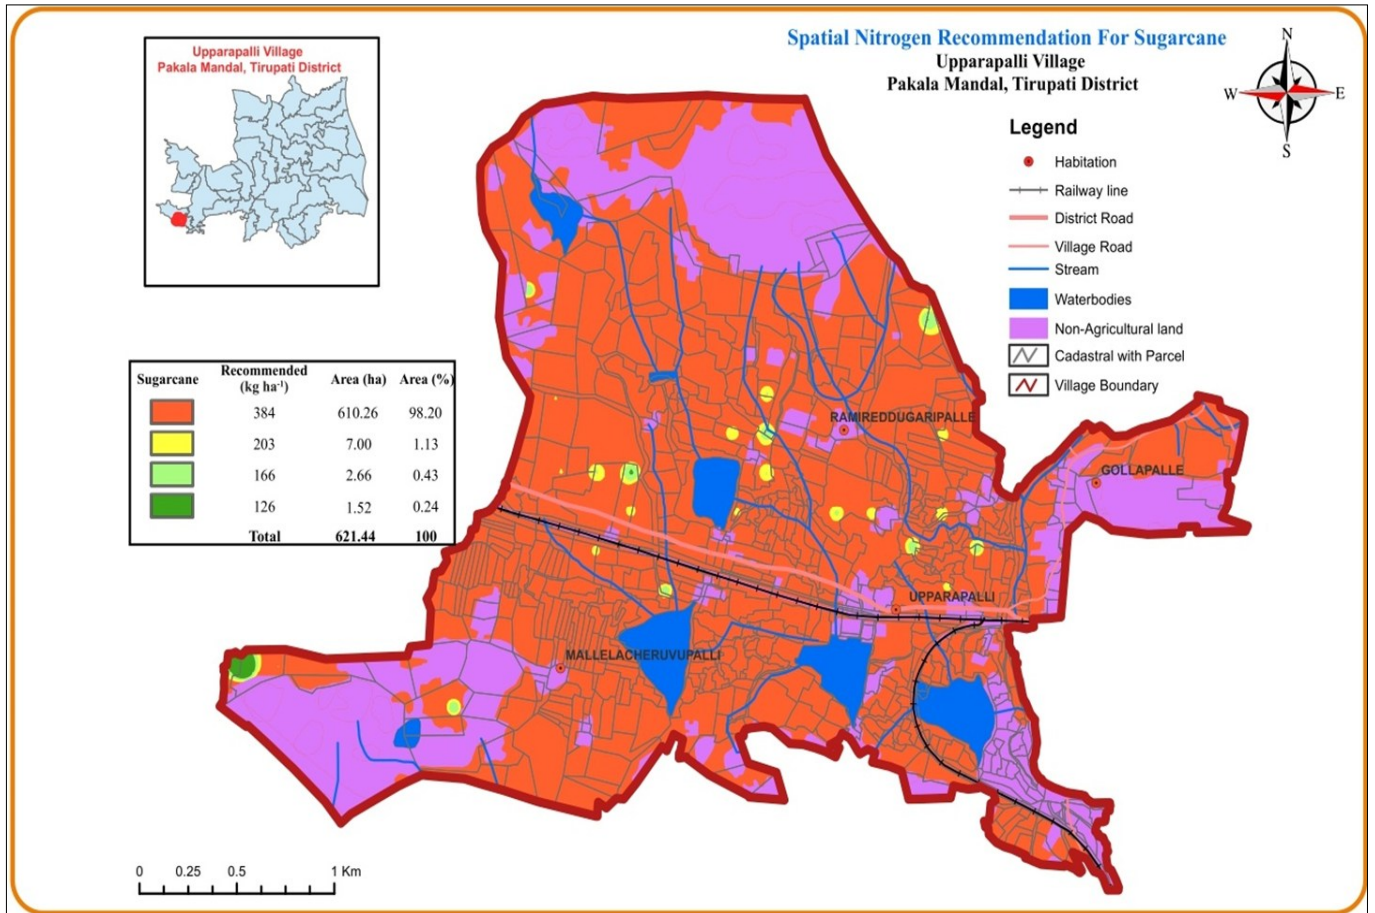 Upparapalli Village
Pakala Mandal, Tirupati District
Spatial Nitrogen Recommendation For Sugarcane
Upparapalli Village
Pakala Mandal, Tirupati District
N
W E
S
Legend
Habitation
Railway line
District Road
Village Road
Stream
Waterbodies
Non-Agricultural land
Cadastral with Parcel
Village Boundary
Sugarcane Recommended (kg ha⁻¹) Area (ha) Area (%)
384 610.26 98.20
203 7.00 1.13
166 2.66 0.43
126 1.52 0.24
Total 621.44 100
RAMIREDDUGARIPALLE
GOLLAPALLE
UPPARAPALLI
MALLELACHERUVUPALLI
0 0.25 0.5 1 Km